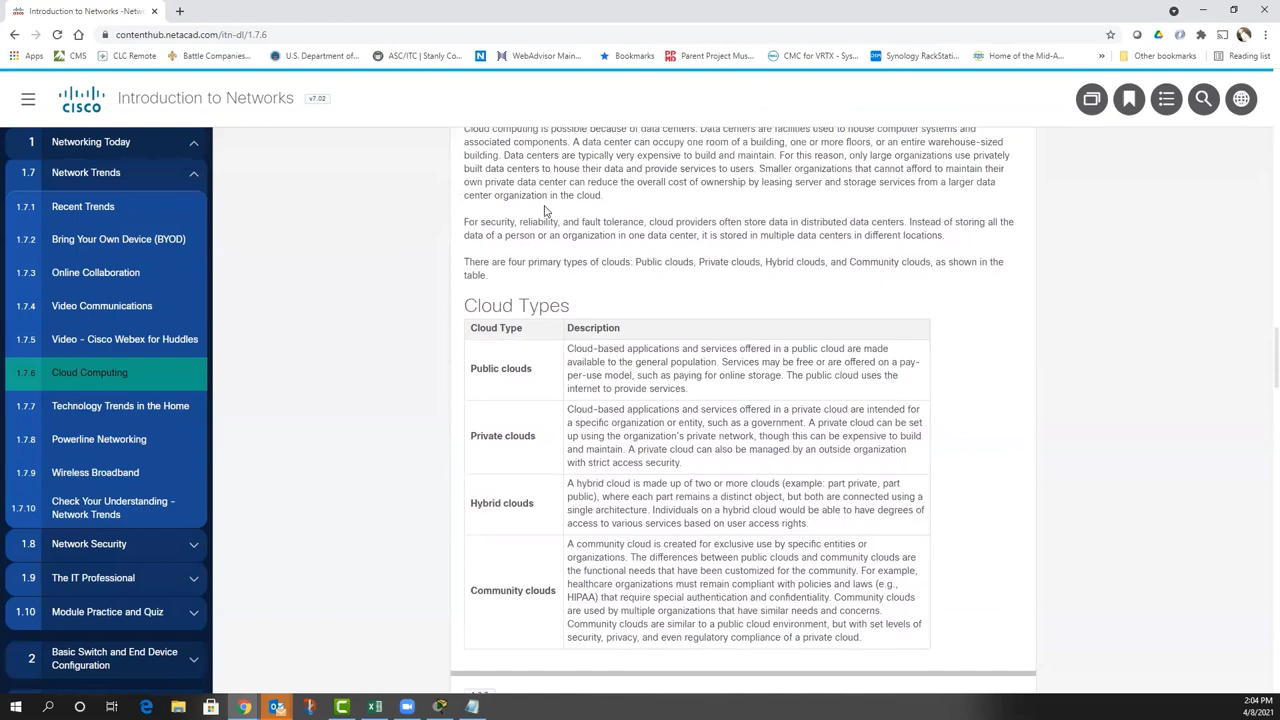 Introduction to Networks -Netw
contenthub.netacad.com/itn-dl/1.7.6
Apps
CMS
CLC Remote
Battle Companies...
U.S. Department of...
ASC/ITC | Stanly Co...
WebAdvisor Main...
Bookmarks
Parent Project Mus...
CMC for VRTX - Sys...
Synology RackStati...
Home of the Mid-A...
»
Other bookmarks
Reading list
CISCO
Introduction to Networks
v7.02
1 Networking Today
1.7 Network Trends
1.7.1 Recent Trends
1.7.2 Bring Your Own Device (BYOD)
1.7.3 Online Collaboration
1.7.4 Video Communications
1.7.5 Video - Cisco Webex for Huddles
1.7.6 Cloud Computing
1.7.7 Technology Trends in the Home
1.7.8 Powerline Networking
1.7.9 Wireless Broadband
1.7.10 Check Your Understanding -
Network Trends
1.8 Network Security
1.9 The IT Professional
1.10 Module Practice and Quiz
2 Basic Switch and End Device
Configuration
Cloud computing is possible because of data centers. Data centers are facilities used to house computer systems and
associated components. A data center can occupy one room of a building, one or more floors, or an entire warehouse-sized
building. Data centers are typically very expensive to build and maintain. For this reason, only large organizations use privately
built data centers to house their data and provide services to users. Smaller organizations that cannot afford to maintain their
own private data center can reduce the overall cost of ownership by leasing server and storage services from a larger data
center organization in the cloud.
For security, reliability, and fault tolerance, cloud providers often store data in distributed data centers. Instead of storing all the
data of a person or an organization in one data center, it is stored in multiple data centers in different locations.
There are four primary types of clouds: Public clouds, Private clouds, Hybrid clouds, and Community clouds, as shown in the
table.
Cloud Types
Cloud Type
Description
Public clouds
Cloud-based applications and services offered in a public cloud are made
available to the general population. Services may be free or are offered on a pay-
per-use model, such as paying for online storage. The public cloud uses the
internet to provide services.
Private clouds
Cloud-based applications and services offered in a private cloud are intended for
a specific organization or entity, such as a government. A private cloud can be set
up using the organization's private network, though this can be expensive to build
and maintain. A private cloud can also be managed by an outside organization
with strict access security.
Hybrid clouds
A hybrid cloud is made up of two or more clouds (example: part private, part
public), where each part remains a distinct object, but both are connected using a
single architecture. Individuals on a hybrid cloud would be able to have degrees of
access to various services based on user access rights.
Community clouds
A community cloud is created for exclusive use by specific entities or
organizations. The differences between public clouds and community clouds are
the functional needs that have been customized for the community. For example,
healthcare organizations must remain compliant with policies and laws (e.g.,
HIPAA) that require special authentication and confidentiality. Community clouds
are used by multiple organizations that have similar needs and concerns.
Community clouds are similar to a public cloud environment, but with set levels of
security, privacy, and even regulatory compliance of a private cloud.
2:04 PM
4/8/2021